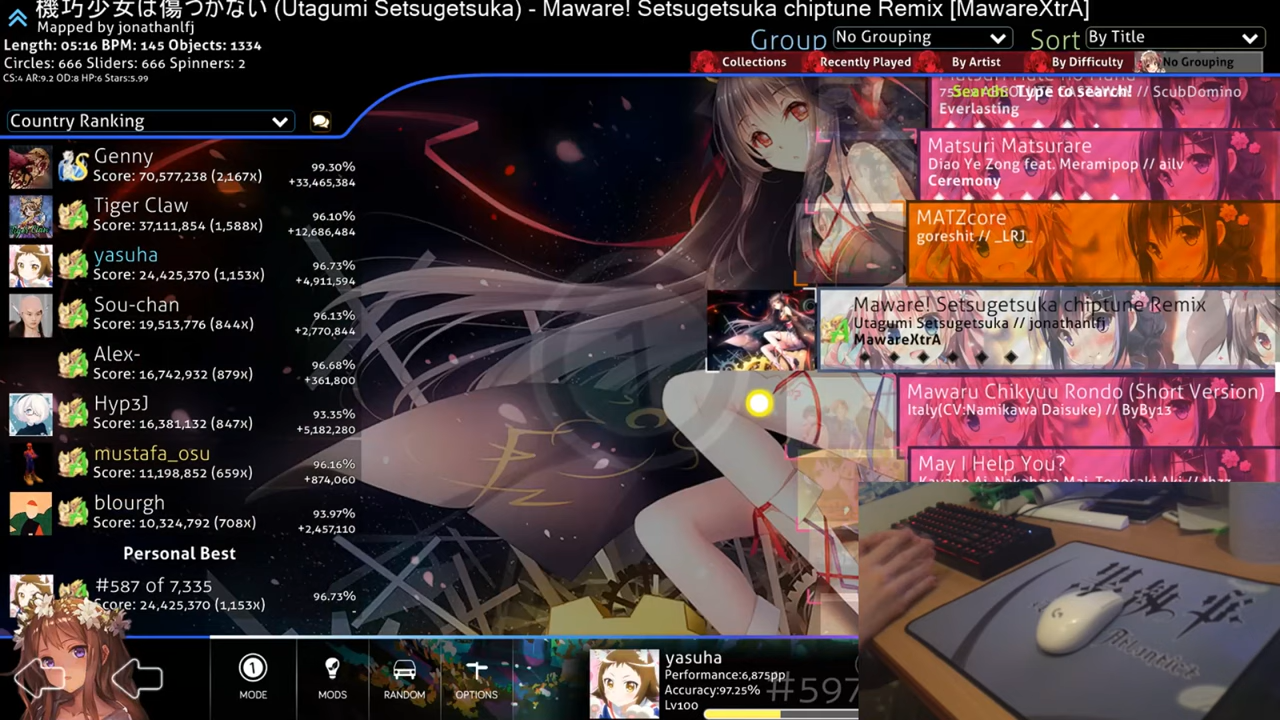 機巧少女は傷つかない (Utagumi Setsugetsuka) - Maware! Setsugetsuka chiptune Remix [MawareXtrA]
Mapped by jonathanlfj
Length: 05:16 BPM: 145 Objects: 1334
Circles: 666 Sliders: 666 Spinners: 2
CS:4 AR:9.2 OD:8 HP:6 Stars:5.99
Group No Grouping Sort By Title
Collections Recently Played By Artist By Difficulty No Grouping
Country Ranking
Genny
Score: 70,577,238 (2,167x)
99.30%
+33,465,384
Tiger Claw
Score: 37,111,854 (1,588x)
96.10%
+12,686,484
yasuha
Score: 24,425,370 (1,153x)
96.73%
+4,911,594
Sou-chan
Score: 19,513,776 (844x)
96.13%
+2,770,844
Alex-
Score: 16,742,932 (879x)
96.68%
+361,800
Hyp3J
Score: 16,381,132 (847x)
93.35%
+5,182,280
mustafa_osu
Score: 11,198,852 (659x)
96.16%
+874,060
blourgh
Score: 10,324,792 (708x)
93.97%
+2,457,110
Personal Best
#587 of 7,335
Score: 24,425,370 (1,153x)
96.73%
-
Search: Type to search!
// ScubDomino
Everlasting
Matsuri Matsurare
Diao Ye Zong feat. Meramipop // ailv
Ceremony
MATZcore
goreshit // _LRJ_
Maware! Setsugetsuka chiptune Remix
Utagumi Setsugetsuka // jonathanlfj
MawareXtrA
Mawaru Chikyuu Rondo (Short Version)
Italy(CV:Namikawa Daisuke) // ByBy13
May I Help You?
MODE
MODS
RANDOM
OPTIONS
yasuha
Performance:6,875pp
Accuracy:97.25%
Lv100
#597